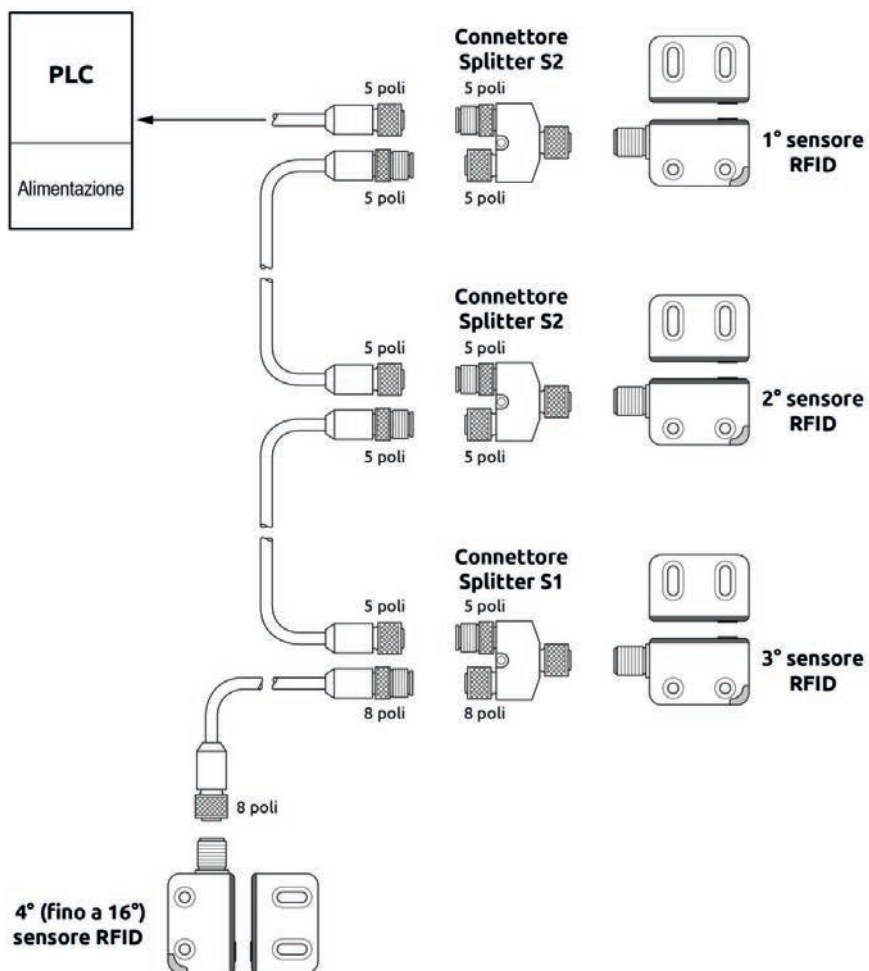 PLC
Alimentazione
5 poli
5 poli
Connettore
Splitter S2
5 poli
5 poli
1° sensore
RFID
Connettore
Splitter S2
5 poli
5 poli
5 poli
5 poli
2° sensore
RFID
Connettore
Splitter S1
5 poli
5 poli
8 poli
8 poli
3° sensore
RFID
8 poli
4° (fino a 16°)
sensore RFID